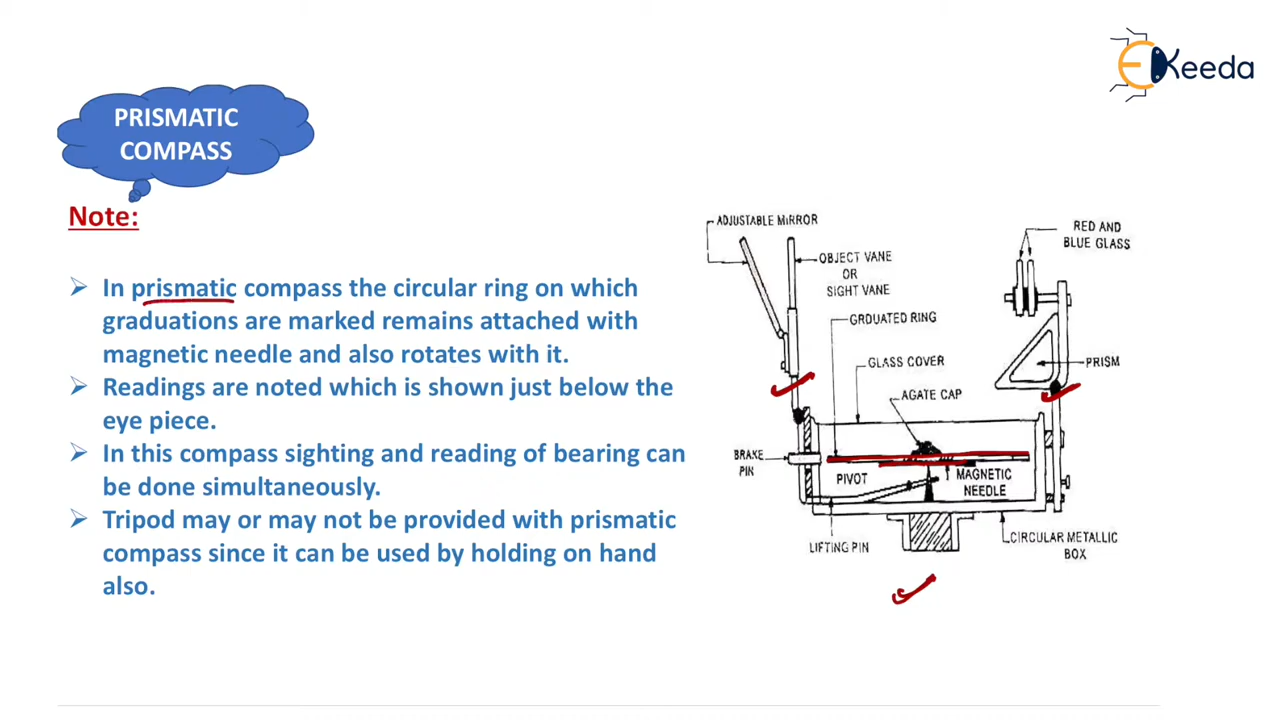 EKeeda
PRISMATIC
COMPASS
Note:
In prismatic compass the circular ring on which
graduations are marked remains attached with
magnetic needle and also rotates with it.
Readings are noted which is shown just below the
eye piece.
In this compass sighting and reading of bearing can
be done simultaneously.
Tripod may or may not be provided with prismatic
compass since it can be used by holding on hand
also.
ADJUSTABLE MIRROR
OBJECT VANE
OR
SIGHT VANE
GRDUATED RING
GLASS COVER
AGATE CAP
RED AND
BLUE GLASS
PRISM
BRAKE
PIN
PIVOT
MAGNETIC
NEEDLE
LIFTING PIN
CIRCULAR METALLIC
BOX